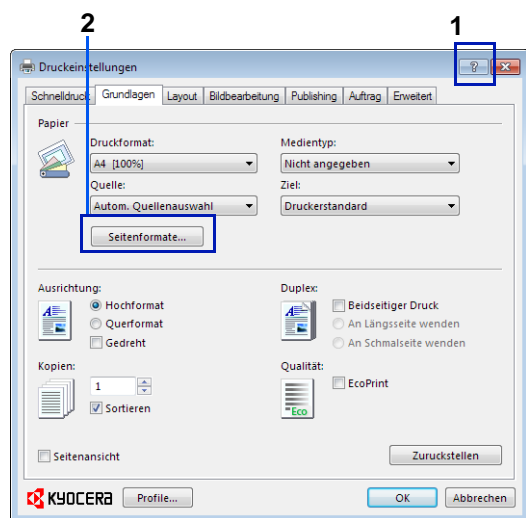 2
1
Druckeinstellungen
?
Schnelldruck Grundlagen Layout Bildbearbeitung Publishing Auftrag Erweitert
Papier
Druckformat:
Medientyp:
A4 [100%]
Nicht angegeben
Quelle:
Ziel:
Autom. Quellenauswahl
Druckerstandard
Seitenformate...
Ausrichtung:
Duplex:
Hochformat
Beidseitiger Druck
Querformat
An Längsseite wenden
Gedreht
An Schmalseite wenden
Kopien:
Qualität:
1
EcoPrint
Sortieren
Eco
Seitenansicht
Zuruckstellen
KYOCERA
Profile...
OK
Abbrechen